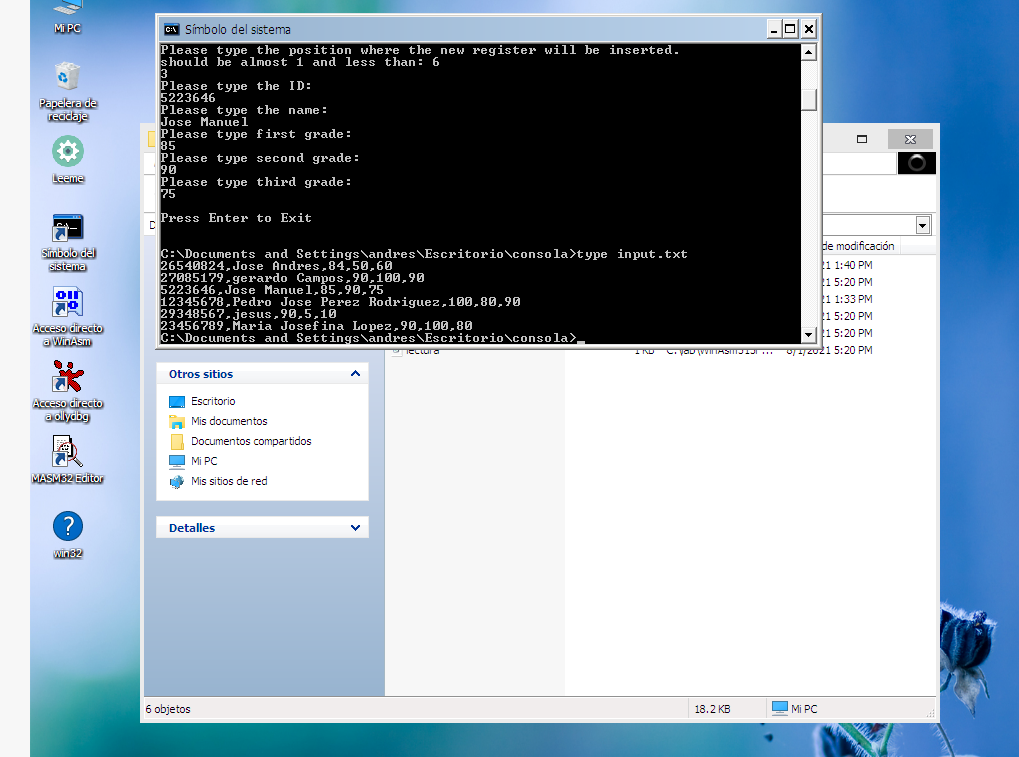 Mi PC
Papelera de
reciclaje
Leeme
Símbolo del
sistema
Acceso directo
a WinAsm
Acceso directo
a ollydbg
MASM32 Editor
win32
Símbolo del sistema
Please type the position where the new register will be inserted.
should be almost 1 and less than: 6
3
Please type the ID:
5223646
Please type the name:
Jose Manuel
Please type first grade:
85
Please type second grade:
90
Please type third grade:
75
Press Enter to Exit
C:\Documents and Settings\andres\Escritorio\consola>type input.txt
26540824,Jose Andres,84,50,60
27085179,gerardo Campos,90,100,90
5223646,Jose Manuel,85,90,75
12345678,Pedro Jose Perez Rodriguez,100,80,90
29348567,jesus,90,5,10
23456789,Maria Josefina Lopez,90,100,80
C:\Documents and Settings\andres\Escritorio\consola>_
de modificación
21 1:40 PM
21 5:20 PM
21 1:33 PM
21 5:20 PM
21 5:20 PM
lectura 1 KB 8/1/2021 5:20 PM
Otros sitios
Escritorio
Mis documentos
Documentos compartidos
Mi PC
Mis sitios de red
Detalles
6 objetos
18.2 KB
Mi PC